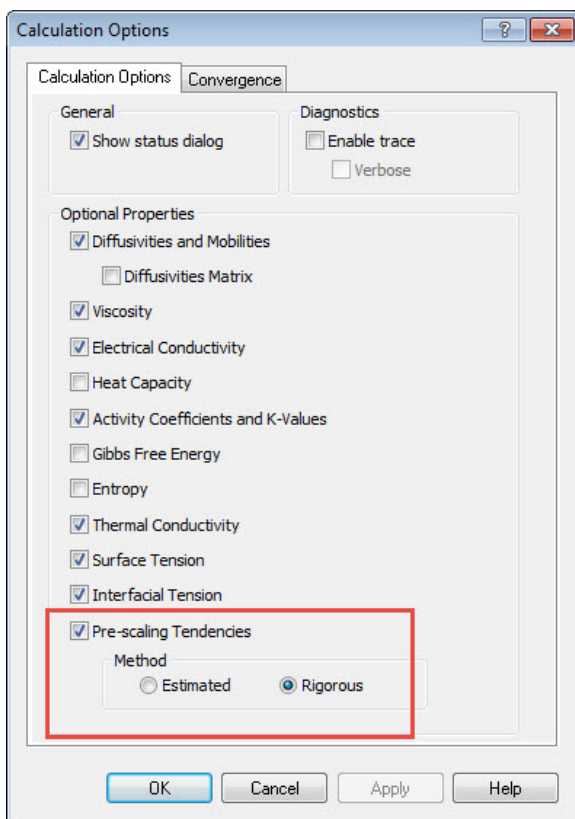 Calculation Options
Calculation Options
Convergence
General
Show status dialog
Diagnostics
Enable trace
Verbose
Optional Properties
Diffusivities and Mobilities
Diffusivities Matrix
Viscosity
Electrical Conductivity
Heat Capacity
Activity Coefficients and K-Values
Gibbs Free Energy
Entropy
Thermal Conductivity
Surface Tension
Interfacial Tension
Pre-scaling Tendencies
Method
Estimated
Rigorous
OK
Cancel
Apply
Help